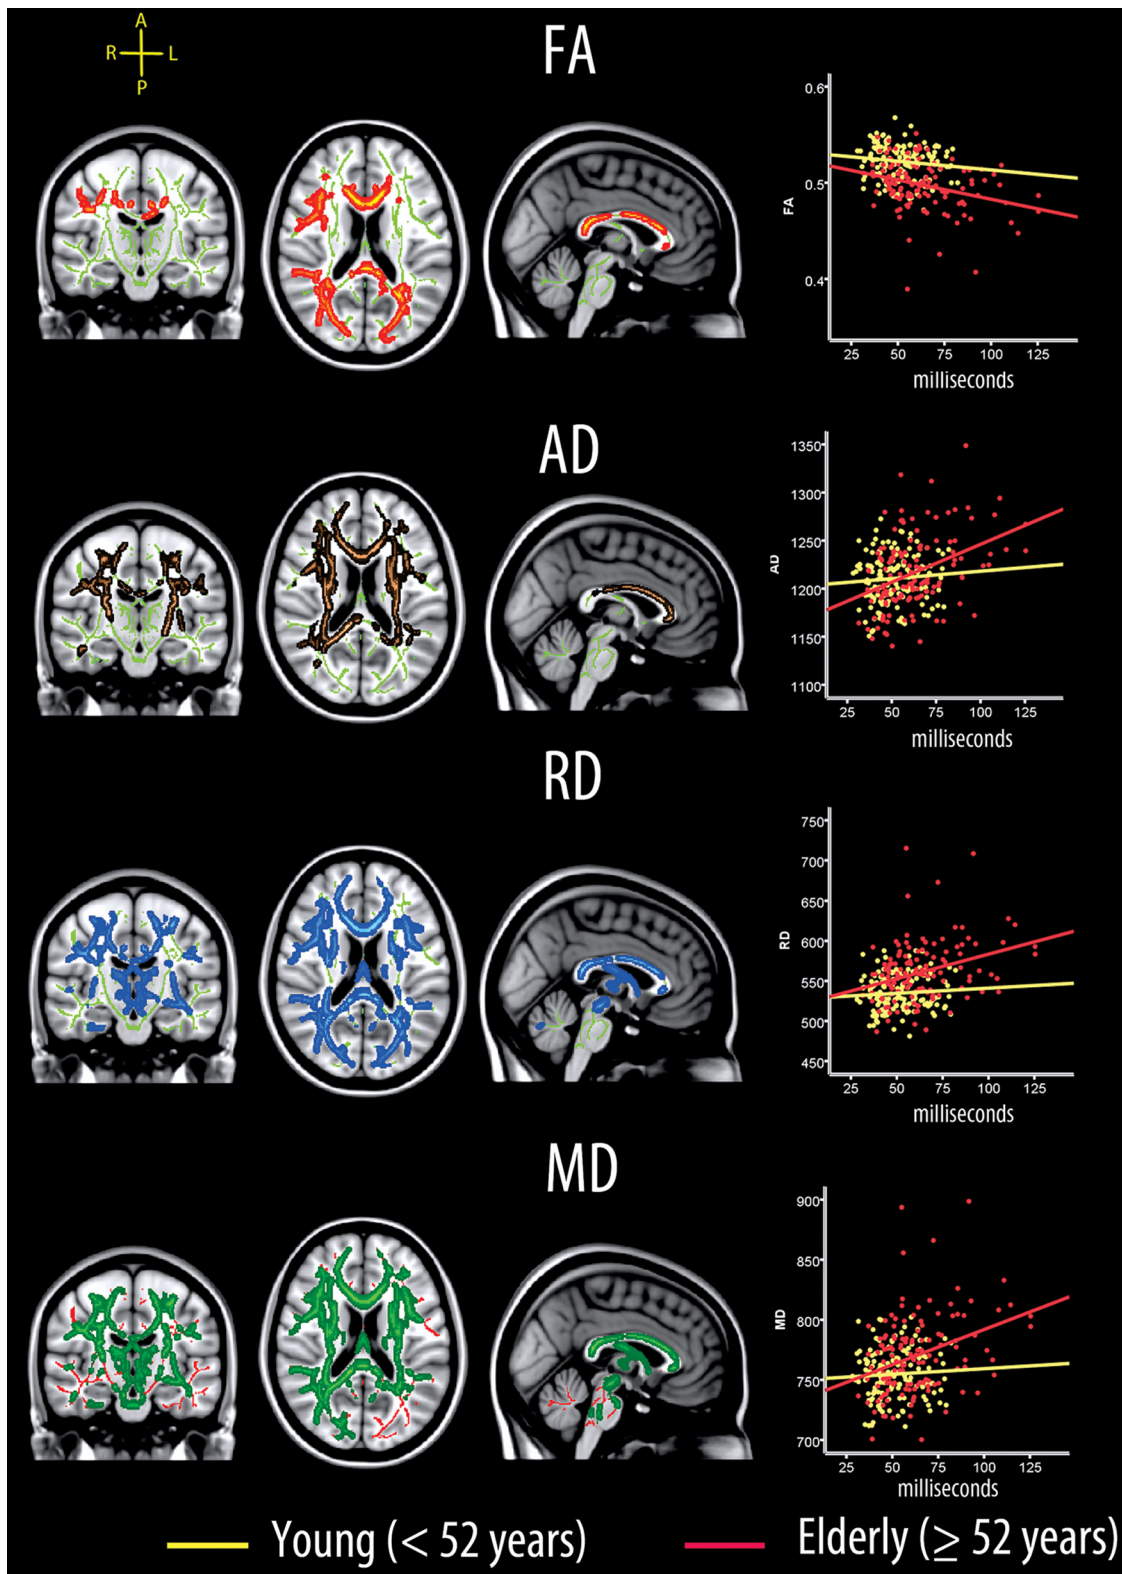 A
R L
P
FA
0.6
0.5
0.4
FA
25 50 75 100 125
milliseconds
AD
1350
1300
1250
1200
1150
1100
AD
25 50 75 100 125
milliseconds
RD
750
700
650
600
550
500
450
RD
25 50 75 100 125
milliseconds
MD
900
850
800
750
700
MD
25 50 75 100 125
milliseconds
Young (< 52 years)
Elderly (≥ 52 years)